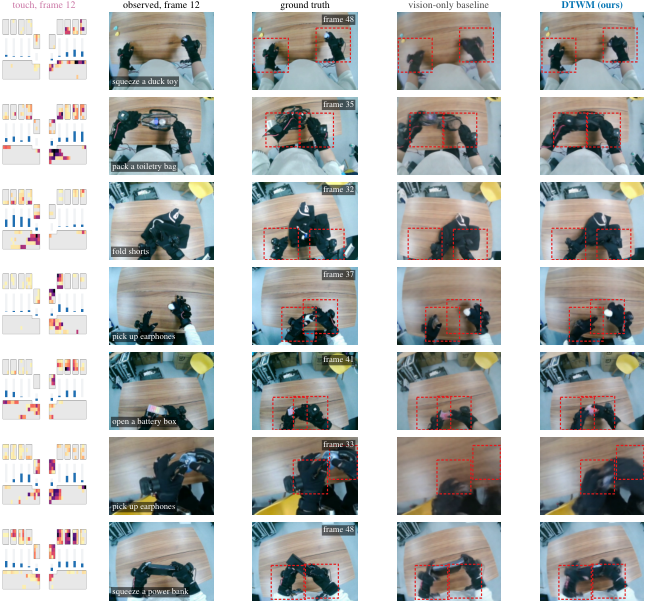 touch, frame 12
observed, frame 12
ground truth
vision-only baseline
DTWM (ours)
squeeze a duck toy
frame 48
pack a toiletry bag
frame 35
fold shorts
frame 32
pick up earphones
frame 37
open a battery box
frame 41
pick up earphones
frame 33
squeeze a power bank
frame 48